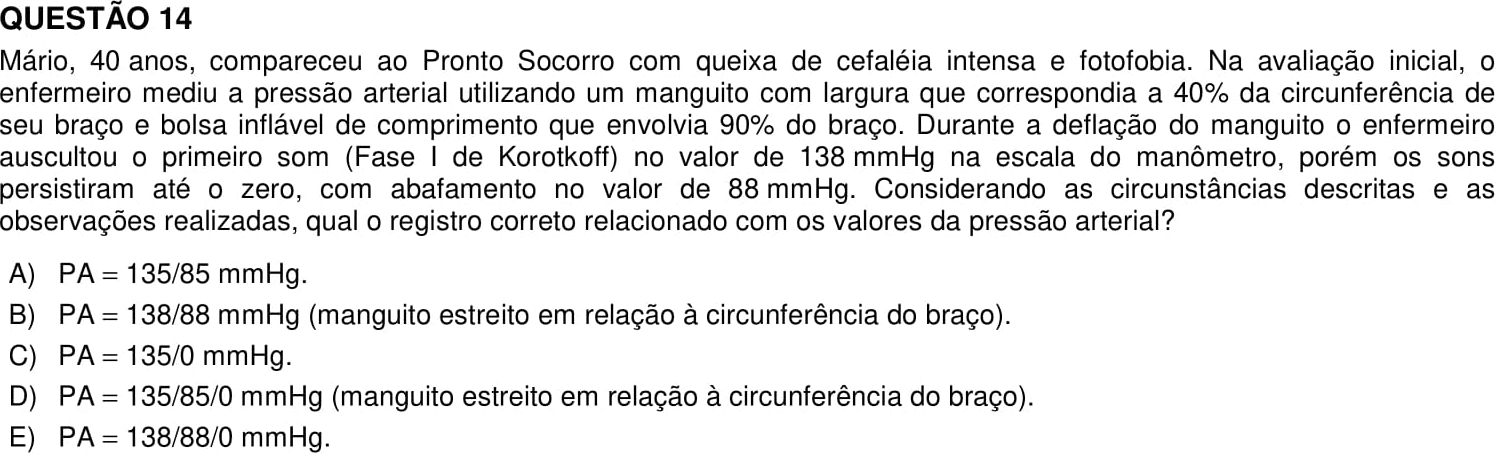 QUESTÃO 14
Mário, 40 anos, compareceu ao Pronto Socorro com queixa de cefaléia intensa e fotofobia. Na avaliação inicial, o
enfermeiro mediu a pressão arterial utilizando um manguito com largura que correspondia a 40% da circunferência de
seu braço e bolsa inflável de comprimento que envolvia 90% do braço. Durante a deflação do manguito o enfermeiro
auscultou o primeiro som (Fase I de Korotkoff) no valor de 138 mmHg na escala do manômetro, porém os sons
persistiram até o zero, com abafamento no valor de 88 mmHg. Considerando as circunstâncias descritas e as
observações realizadas, qual o registro correto relacionado com os valores da pressão arterial?
A) PA = 135/85 mmHg.
B) PA = 138/88 mmHg (manguito estreito em relação à circunferência do braço).
C) PA = 135/0 mmHg.
D) PA = 135/85/0 mmHg (manguito estreito em relação à circunferência do braço).
E) PA = 138/88/0 mmHg.